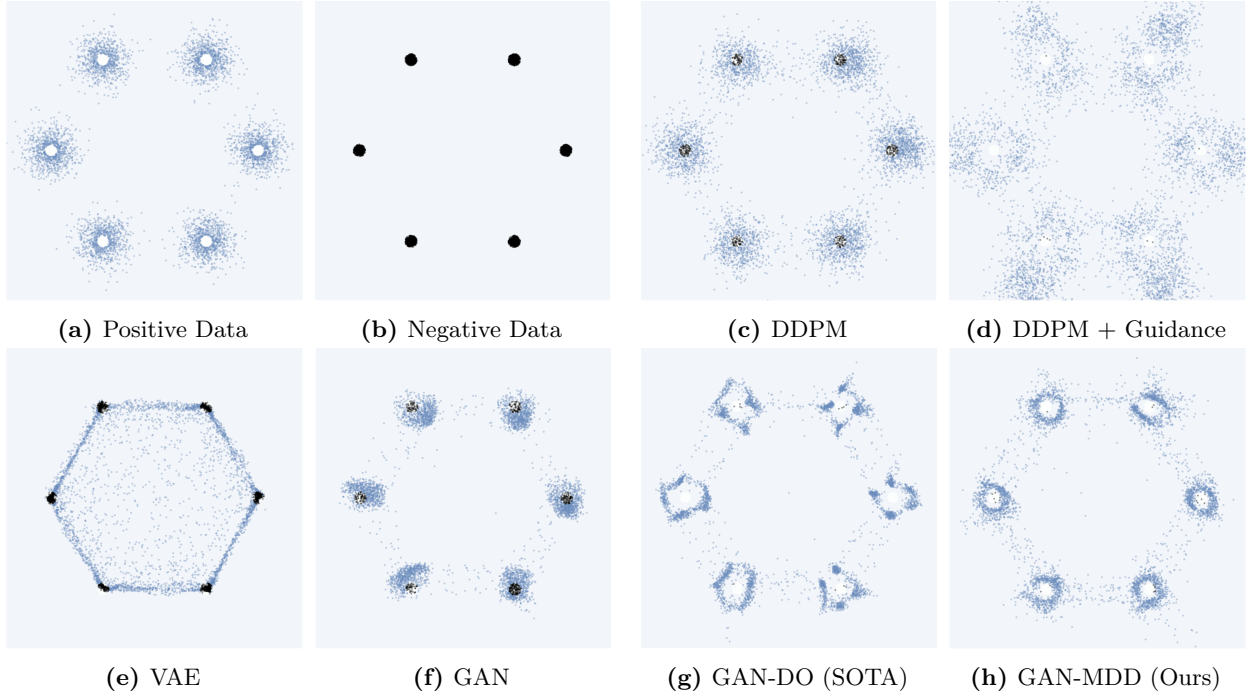 (a) Positive Data
(b) Negative Data
(c) DDPM
(d) DDPM + Guidance
(e) VAE
(f) GAN
(g) GAN-DO (SOTA)
(h) GAN-MDD (Ours)